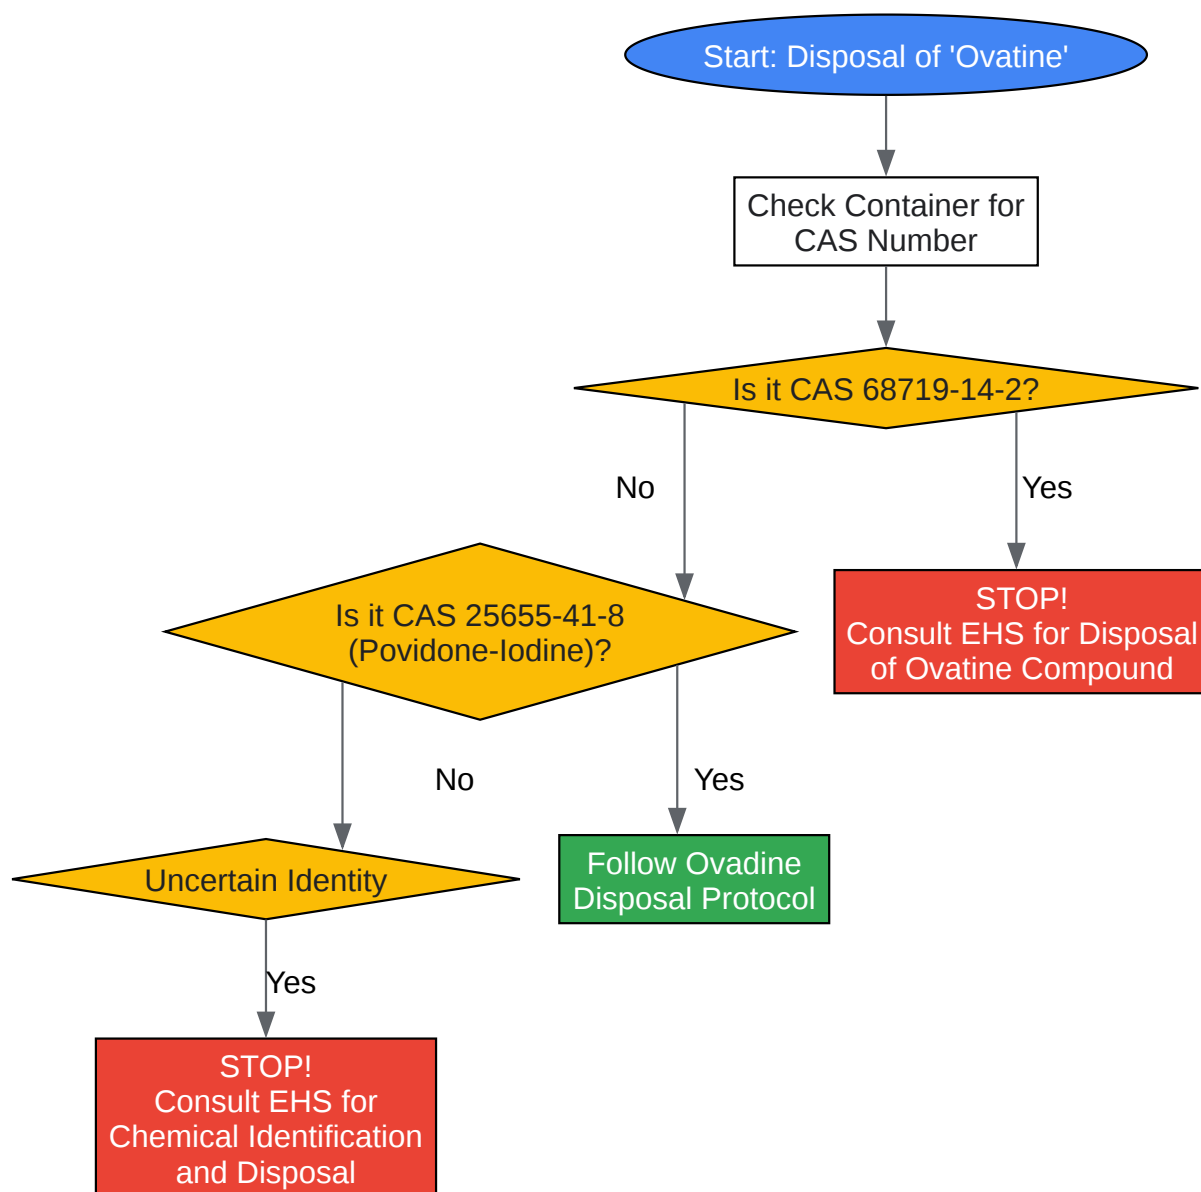 Start: Disposal of 'Ovatine'
Check Container for
CAS Number
Is it CAS 68719-14-2?
No
Yes
Is it CAS 25655-41-8
(Povidone-Iodine)?
STOP!
Consult EHS for Disposal
of Ovatine Compound
No
Yes
Uncertain Identity
Follow Ovadine
Disposal Protocol
Yes
STOP!
Consult EHS for
Chemical Identification
and Disposal